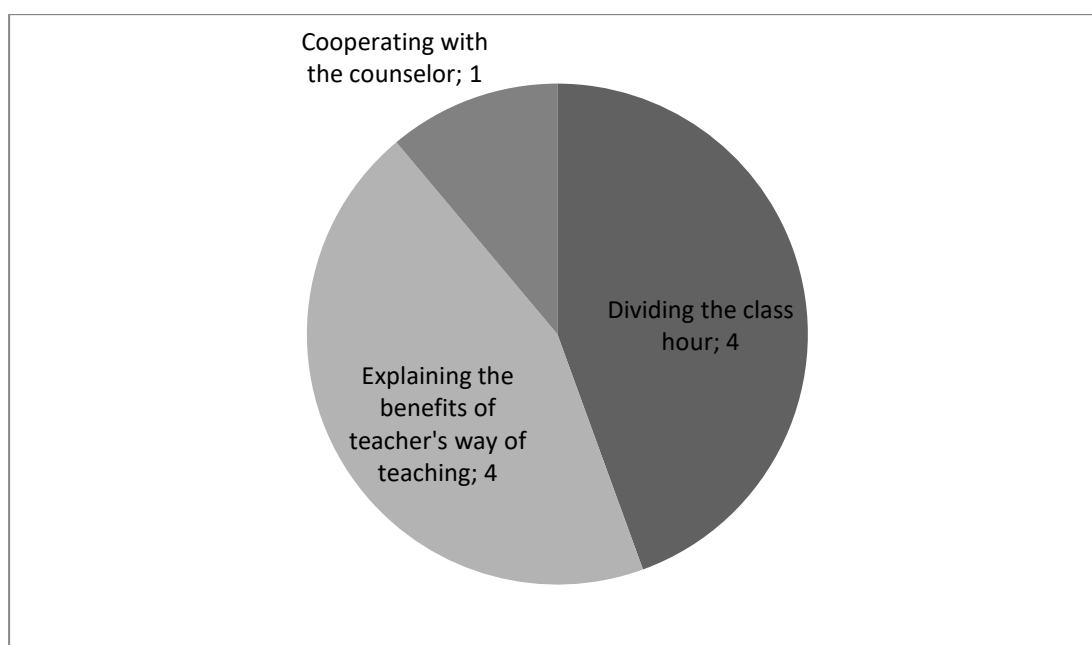 Cooperating with
the counselor; 1
Dividing the class
hour; 4
Explaining the
benefits of
teacher's way of
teaching; 4